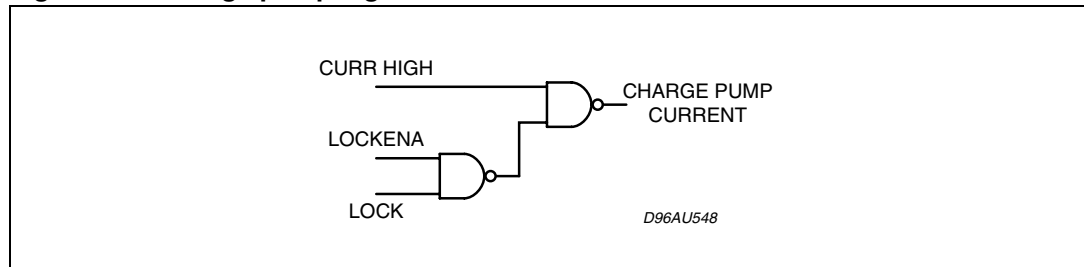 CURR HIGH
CHARGE PUMP
CURRENT
LOCKENA
LOCK
D96AU548